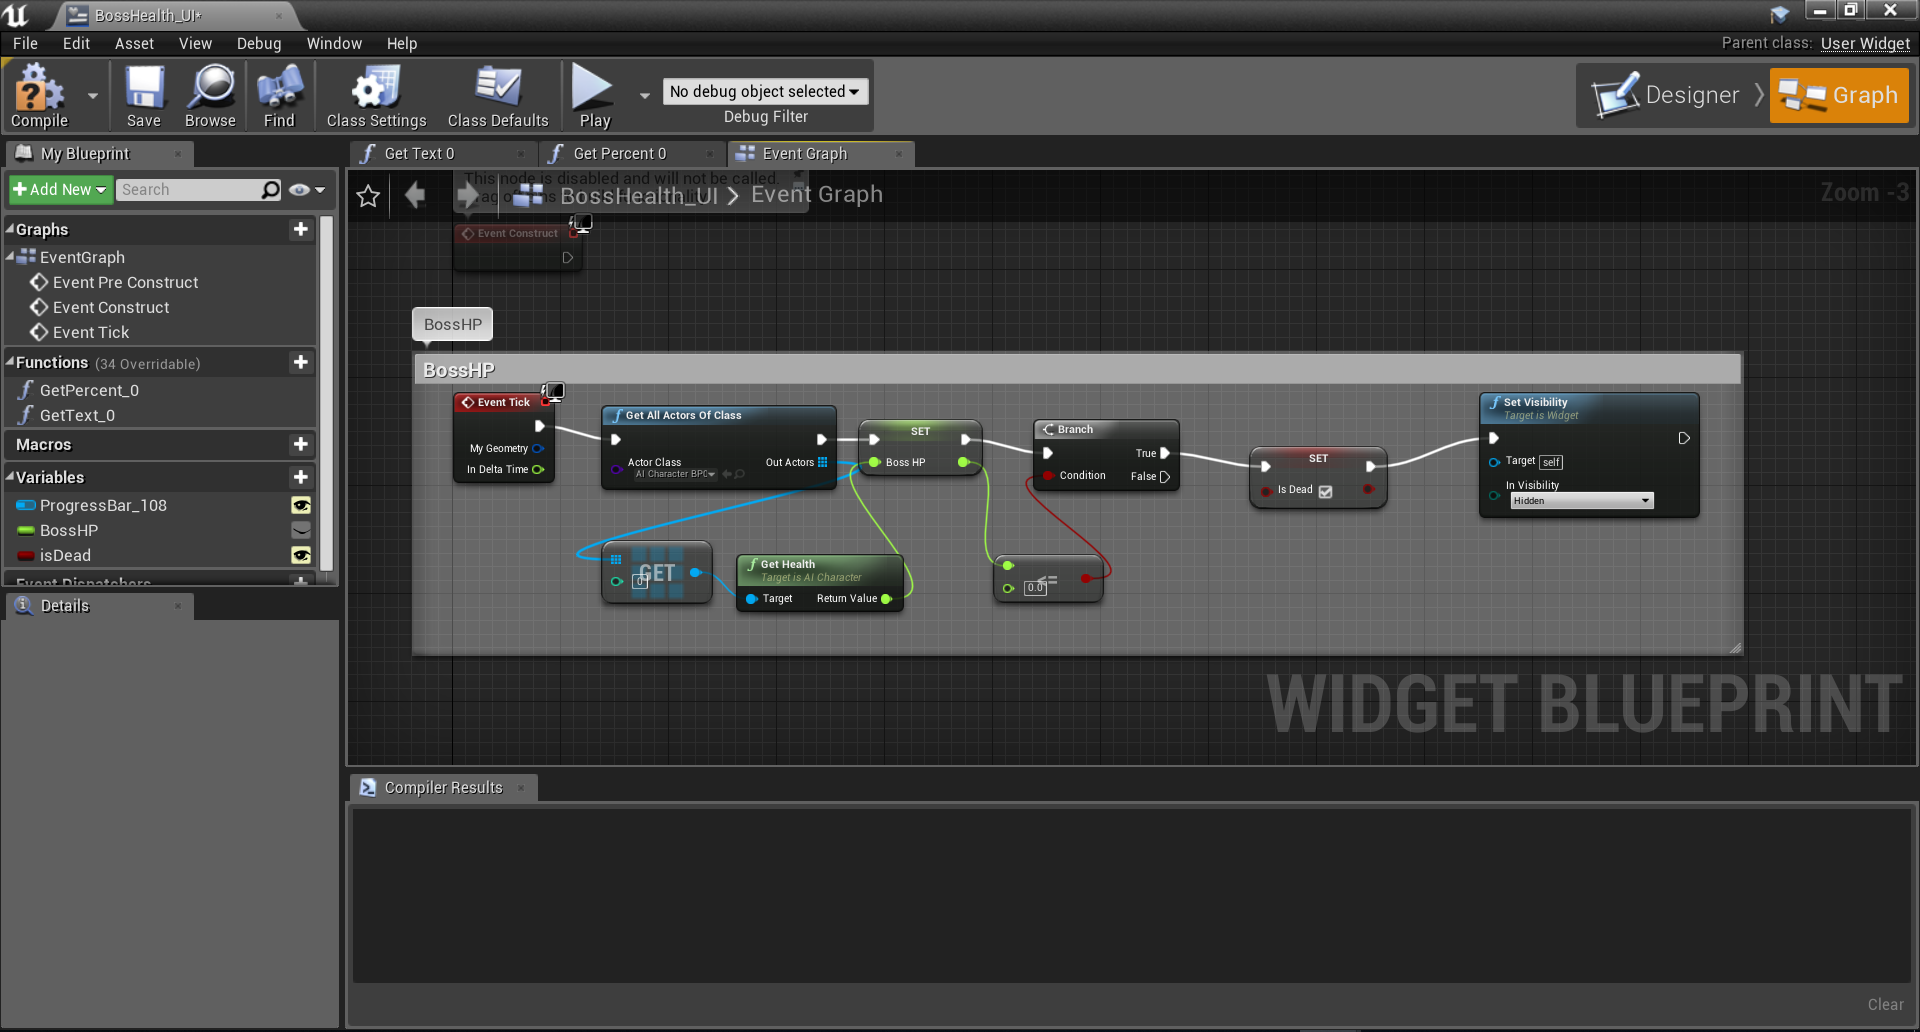 BossHealth_UI*
File Edit Asset View Debug Window Help
Parent class: User Widget
Compile
Save
Browse
Find
Class Settings
Class Defaults
Play
No debug object selected
Debug Filter
Designer
Graph
My Blueprint
Add New
Search
Graphs
EventGraph
Event Pre Construct
Event Construct
Event Tick
Functions (34 Overridable)
GetPercent_0
GetText_0
Macros
Variables
ProgressBar_108
BossHP
isDead
Event Dispatchers
Details
Get Text 0
Get Percent 0
Event Graph
This node is disabled and will not be called.
BossHealth_UI > Event Graph
Zoom -3
Event Construct
BossHP
BossHP
Event Tick
My Geometry
In Delta Time
Get All Actors Of Class
Actor Class
AI Character BPC
Out Actors
SET
Boss HP
Branch
Condition
True
False
SET
Is Dead
Set Visibility
Target is Widget
Target self
In Visibility
Hidden
GET
0
Get Health
Target is AI Character
Target
Return Value
<=
0.0
WIDGET BLUEPRINT
Compiler Results
Clear